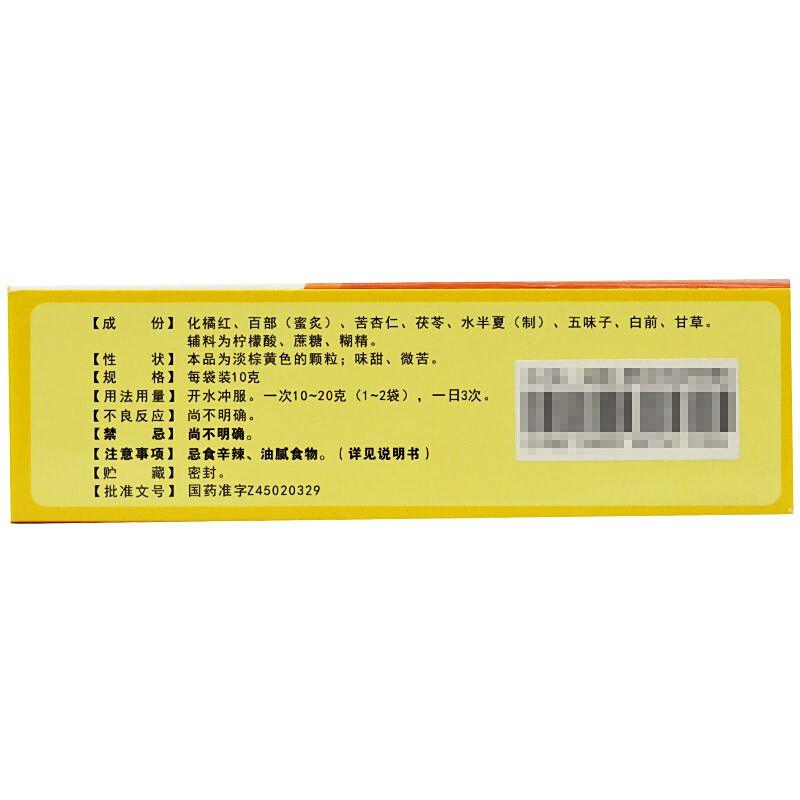 【成 份】 化橘红、百部（蜜炙）、苦杏仁、茯苓、水半夏（制）、五味子、白前、甘草。
辅料为柠檬酸、蔗糖、糊精。
【性 状】 本品为淡棕黄色的颗粒；味甜、微苦。
【规 格】 每袋装10克
【用法用量】 开水冲服。一次10~20克（1~2袋），一日3次。
【不良反应】 尚不明确。
【禁 忌】 尚不明确。
【注意事项】 忌食辛辣、油腻食物。（详见说明书）
【贮 藏】 密封。
【批准文号】 国药准字Z45020329